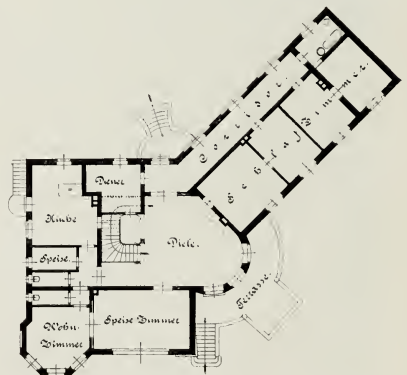 Corridor.
Zimmer.
Schlaf
Diener
Küche
Diele.
Speise.
Terrasse.
Speise Zimmer
Wohn-
Zimmer